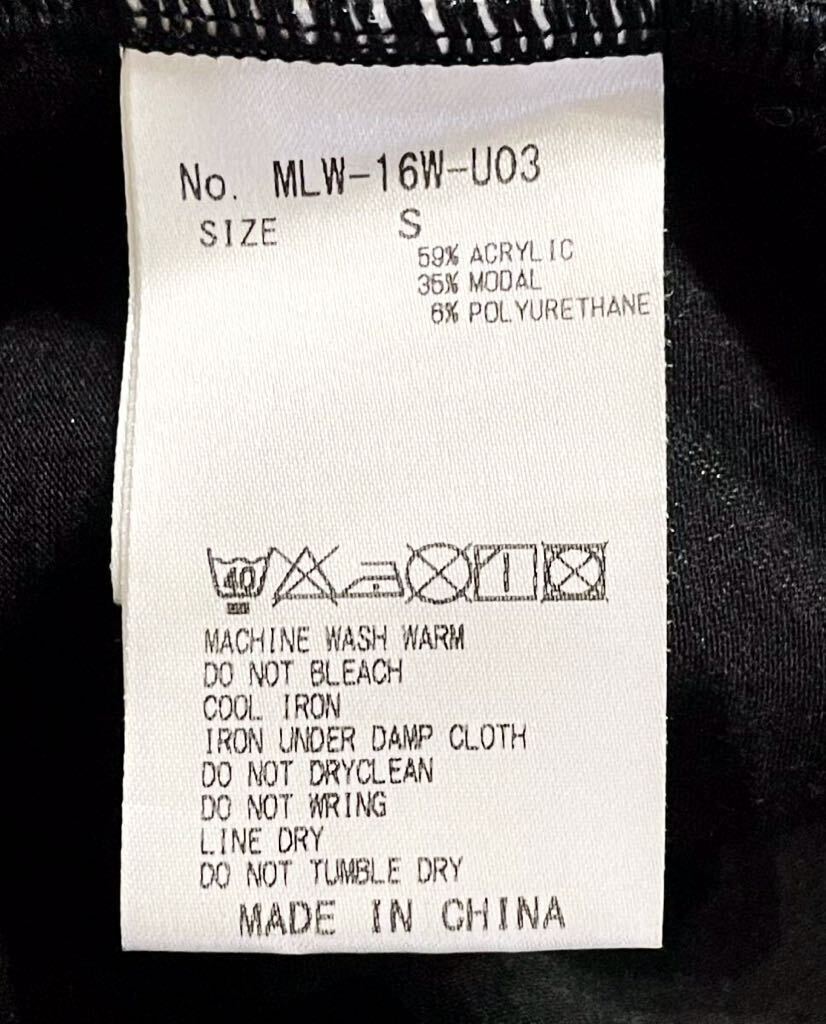 No. MLW-16W-U03
SIZE S
59% ACRYLIC
35% MODAL
6% POLYURETHANE
40
MACHINE WASH WARM
DO NOT BLEACH
COOL IRON
IRON UNDER DAMP CLOTH
DO NOT DRYCLEAN
DO NOT WRING
LINE DRY
DO NOT TUMBLE DRY
MADE IN CHINA